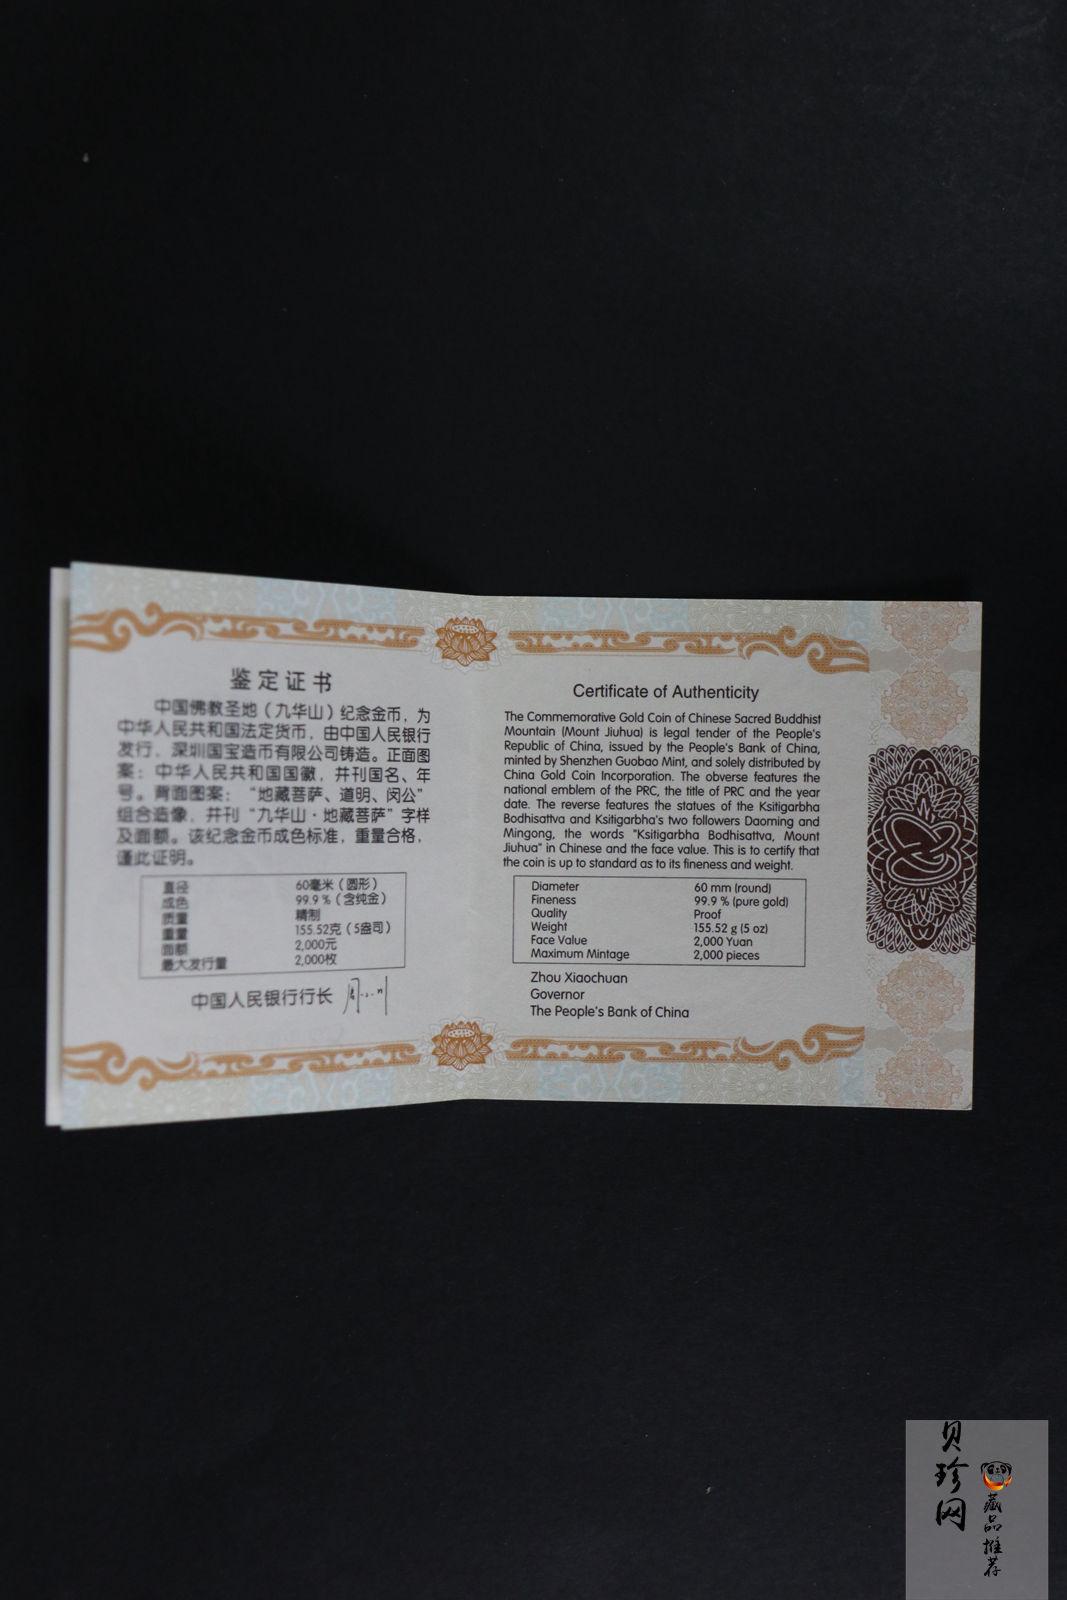 鉴定证书
中国佛教圣地（九华山）纪念金币，为
中华人民共和国法定货币，由中国人民银行
发行，深圳国宝造币有限公司铸造。正面图
案：中华人民共和国国徽，并刊国名、年
号。背面图案：“地藏菩萨、道明、闵公”
组合造像，并刊“九华山·地藏菩萨”字样
及面额。该纪念金币成色标准，重量合格，
谨此证明。
直径 60毫米（圆形）
成色 99.9％（含纯金）
质量 精制
重量 155.52克（5盎司）
面额 2,000元
最大发行量 2,000枚
中国人民银行行长
Certificate of Authenticity
The Commemorative Gold Coin of Chinese Sacred Buddhist
Mountain (Mount Jiuhua) is legal tender of the People's
Republic of China, issued by the People's Bank of China,
minted by Shenzhen Guobao Mint, and solely distributed by
China Gold Coin Incorporation. The obverse features the
national emblem of the PRC, the title of PRC and the year
date. The reverse features the statues of the Ksitigarbha
Bodhisattva and Ksitigarbha's two followers Daoming and
Mingong, the words "Ksitigarbha Bodhisattva, Mount
Jiuhua" in Chinese and the face value. This is to certify that
the coin is up to standard as to its fineness and weight.
Diameter 60 mm (round)
Fineness 99.9 % (pure gold)
Quality Proof
Weight 155.52 g (5 oz)
Face Value 2,000 Yuan
Maximum Mintage 2,000 pieces
Zhou Xiaochuan
Governor
The People's Bank of China
贝珍网
藏品推荐